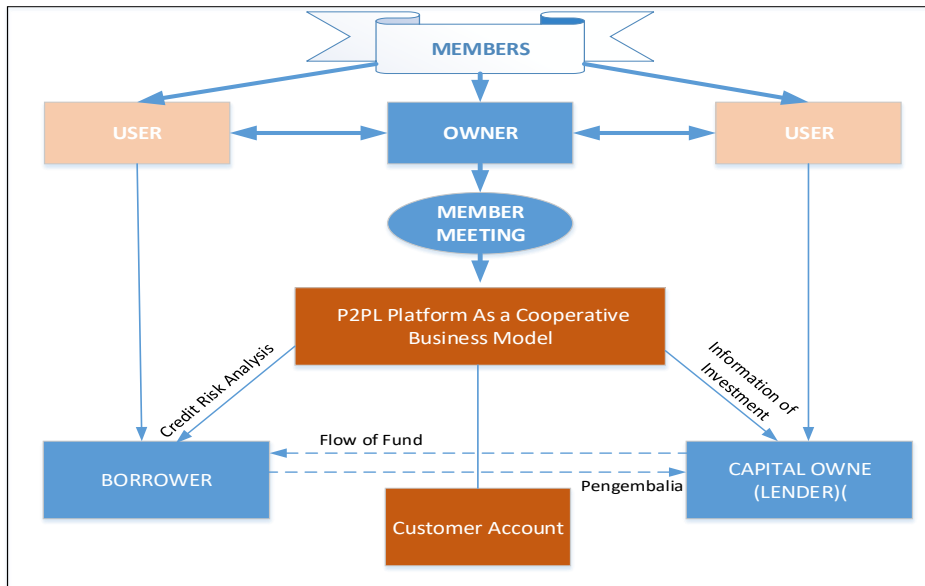 MEMBERS
USER
OWNER
USER
MEMBER
MEETING
P2PL Platform As a Cooperative
Business Model
Credit Risk Analysis
Information of
Investment
Flow of Fund
BORROWER
Pengembalia
CAPITAL OWNE
(LENDER)(
Customer Account